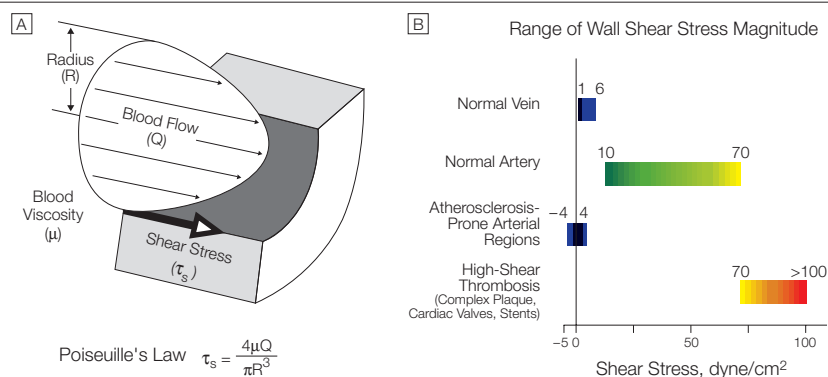 A
Radius
(R)
Blood Flow
(Q)
Blood
Viscosity
(μ)
Shear Stress
(τs)
Poiseuille's Law τs = 4μQ / πR³
B
Range of Wall Shear Stress Magnitude
Normal Vein
1 6
Normal Artery
10 70
Atherosclerosis-
Prone Arterial
Regions
−4 4
High-Shear
Thrombosis
(Complex Plaque,
Cardiac Valves, Stents)
70 >100
-5 0 50 100
Shear Stress, dyne/cm²